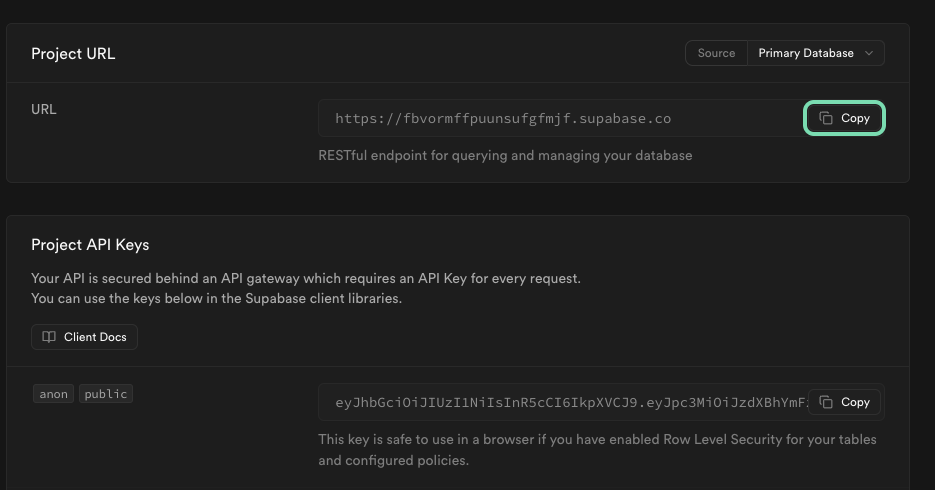 Project URL
Source Primary Database
URL
https://fbvormffpuunsufgfmjf.supabase.co
Copy
RESTful endpoint for querying and managing your database
Project API Keys
Your API is secured behind an API gateway which requires an API Key for every request.
You can use the keys below in the Supabase client libraries.
Client Docs
anon public
eyJhbGciOiJIUzI1NiIsInR5cCI6IkpXVCJ9.eyJpc3MiOiJzdXBhYmF
Copy
This key is safe to use in a browser if you have enabled Row Level Security for your tables
and configured policies.